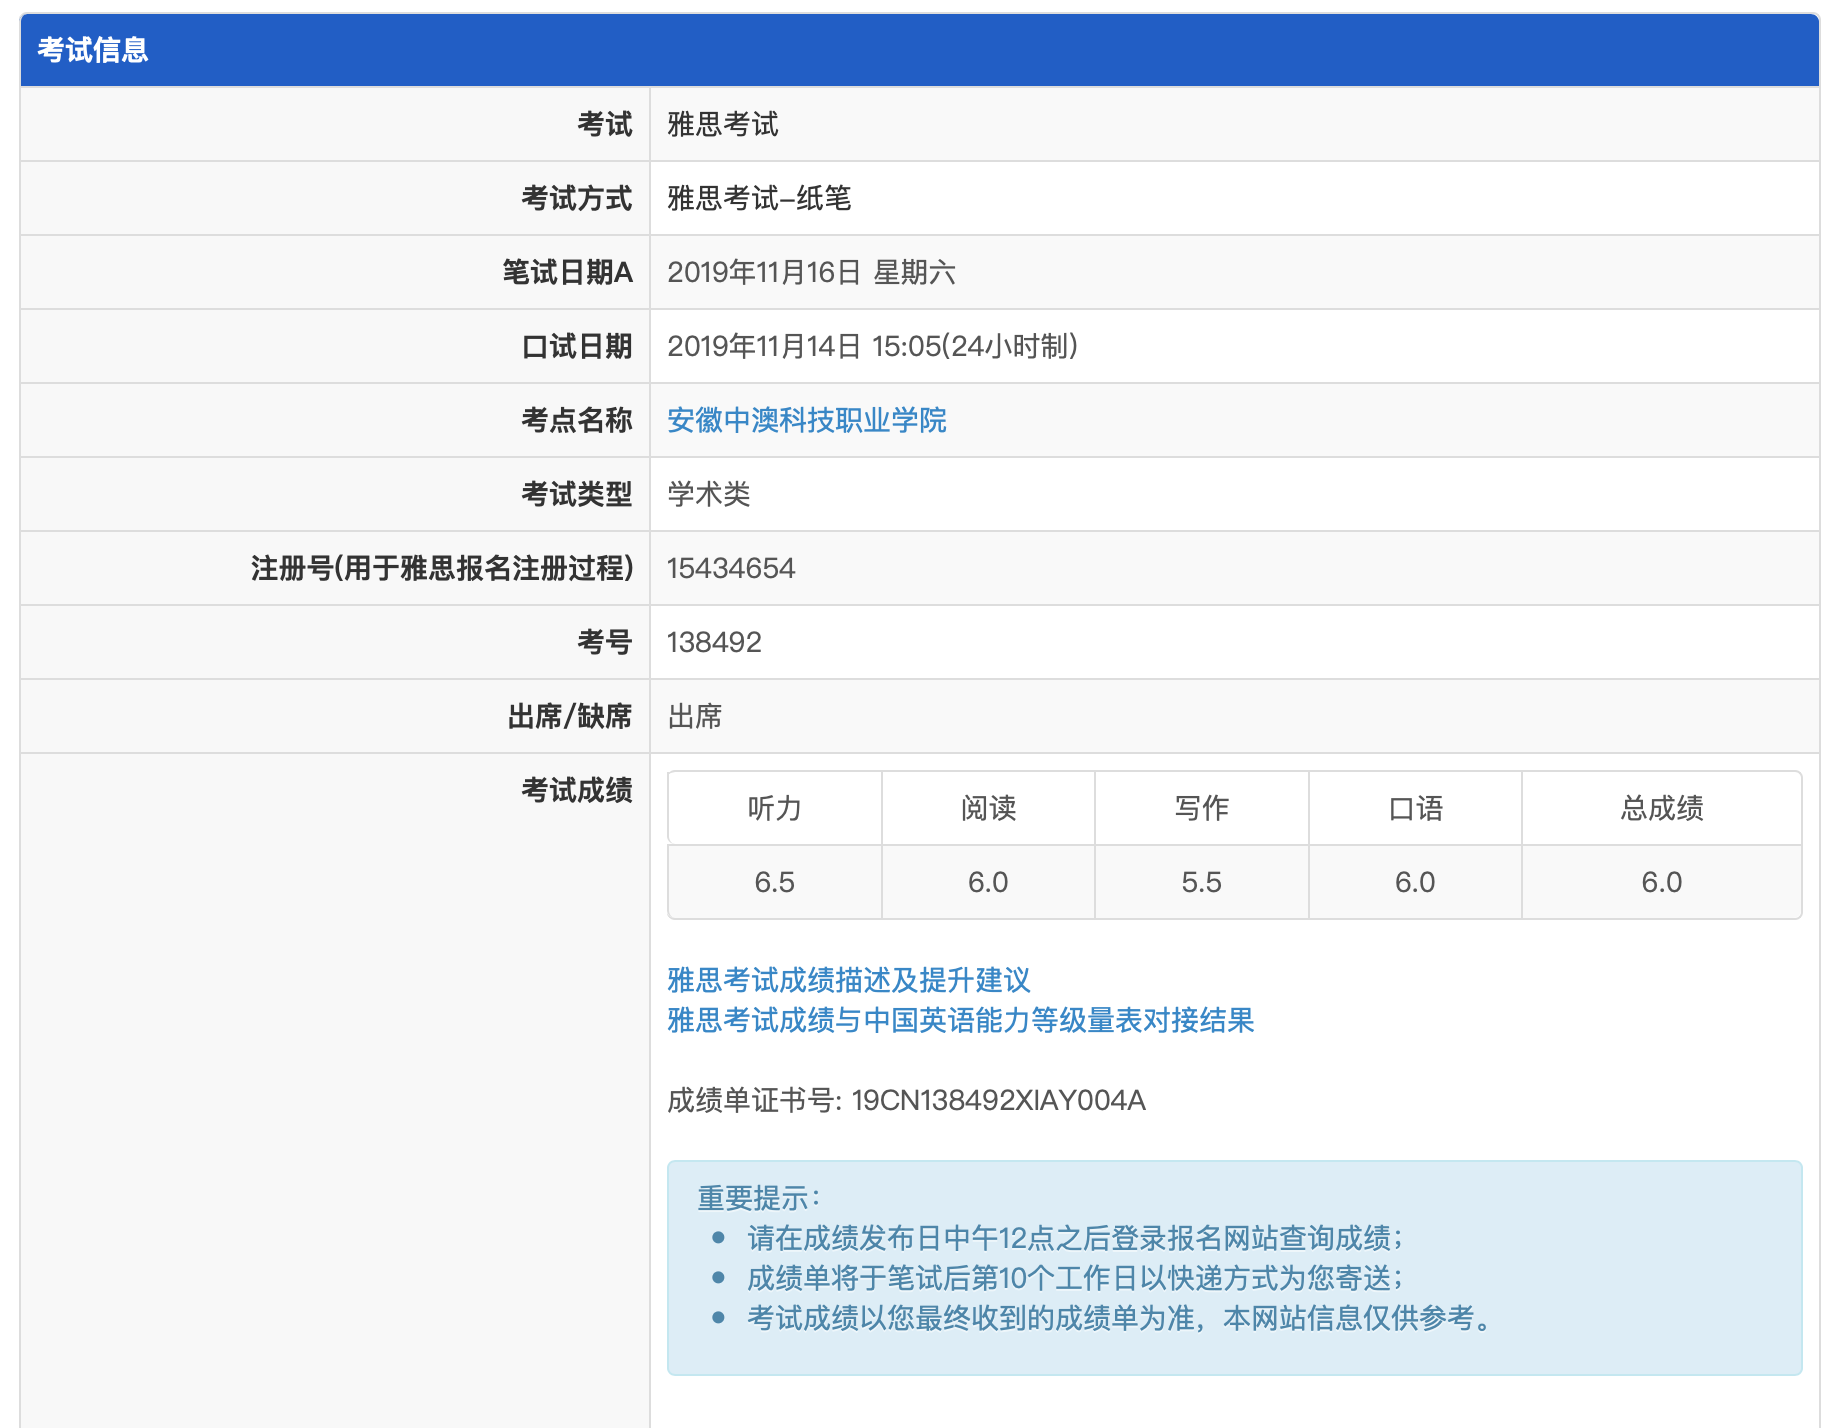 考试信息
考试 雅思考试
考试方式 雅思考试-纸笔
笔试日期A 2019年11月16日 星期六
口试日期 2019年11月14日 15:05(24小时制)
考点名称 安徽中澳科技职业学院
考试类型 学术类
注册号(用于雅思报名注册过程) 15434654
考号 138492
出席/缺席 出席
考试成绩
听力 阅读 写作 口语 总成绩
6.5 6.0 5.5 6.0 6.0
雅思考试成绩描述及提升建议
雅思考试成绩与中国英语能力等级量表对接结果
成绩单证书号: 19CN138492XIAY004A
重要提示：
• 请在成绩发布日中午12点之后登录报名网站查询成绩；
• 成绩单将于笔试后第10个工作日以快递方式为您寄送；
• 考试成绩以您最终收到的成绩单为准，本网站信息仅供参考。